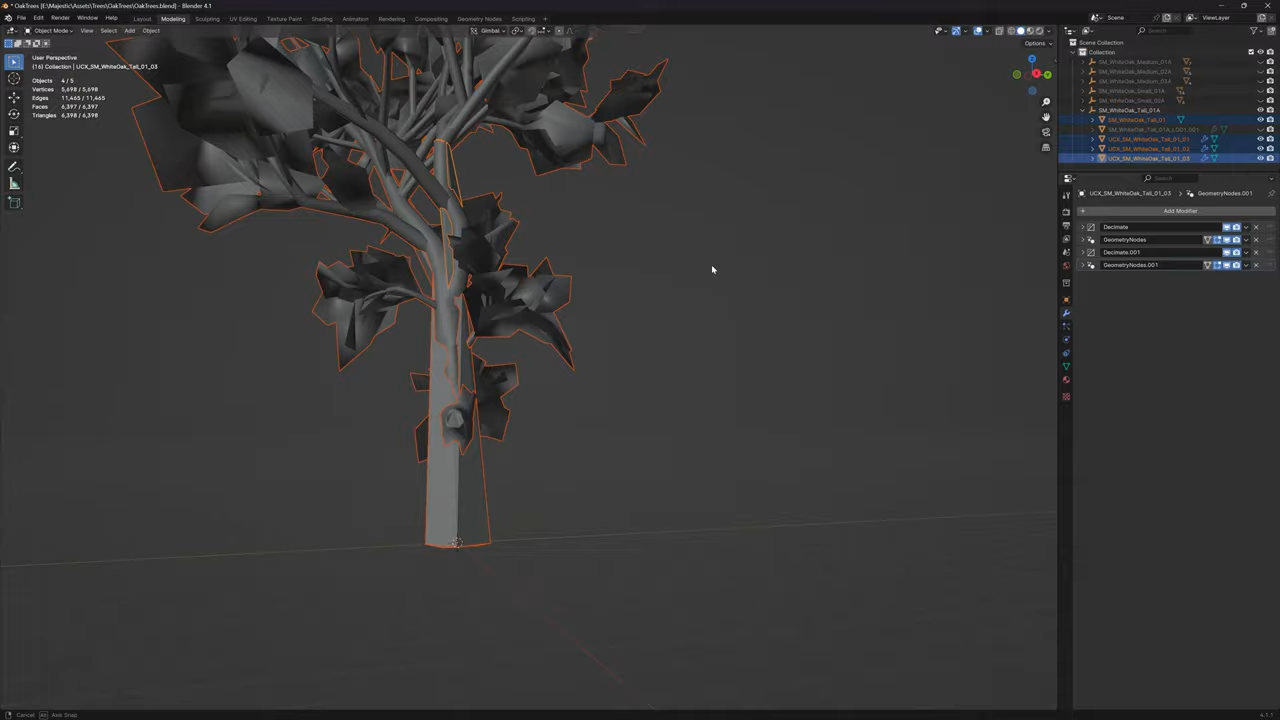 * OakTrees [E:\Majestic\Assets\Trees\OakTrees\OakTrees.blend] - Blender 4.1
File Edit Render Window Help
Layout Modeling Sculpting UV Editing Texture Paint Shading Animation Rendering Compositing Geometry Nodes Scripting
Scene
ViewLayer
Object Mode
View Select Add Object
Gimbal
Search
Options
User Perspective
(16) Collection | UCX_SM_WhiteOak_Tall_01_03
Objects 4 / 5
Vertices 5,698 / 5,698
Edges 11,465 / 11,465
Faces 6,397 / 6,397
Triangles 6,398 / 6,398
Scene Collection
Collection
SM_WhiteOak_Medium_01A
SM_WhiteOak_Medium_02A
SM_WhiteOak_Medium_03A
SM_WhiteOak_Small_01A
SM_WhiteOak_Small_02A
SM_WhiteOak_Tall_01A
SM_WhiteOak_Tall_01
SM_WhiteOak_Tall_01A_LOD1.001
UCX_SM_WhiteOak_Tall_01_01
UCX_SM_WhiteOak_Tall_01_02
UCX_SM_WhiteOak_Tall_01_03
Search
UCX_SM_WhiteOak_Tall_01_03 > GeometryNodes.001
+ Add Modifier
Decimate
GeometryNodes
Decimate.001
GeometryNodes.001
Cancel Axis Snap
4.1.1